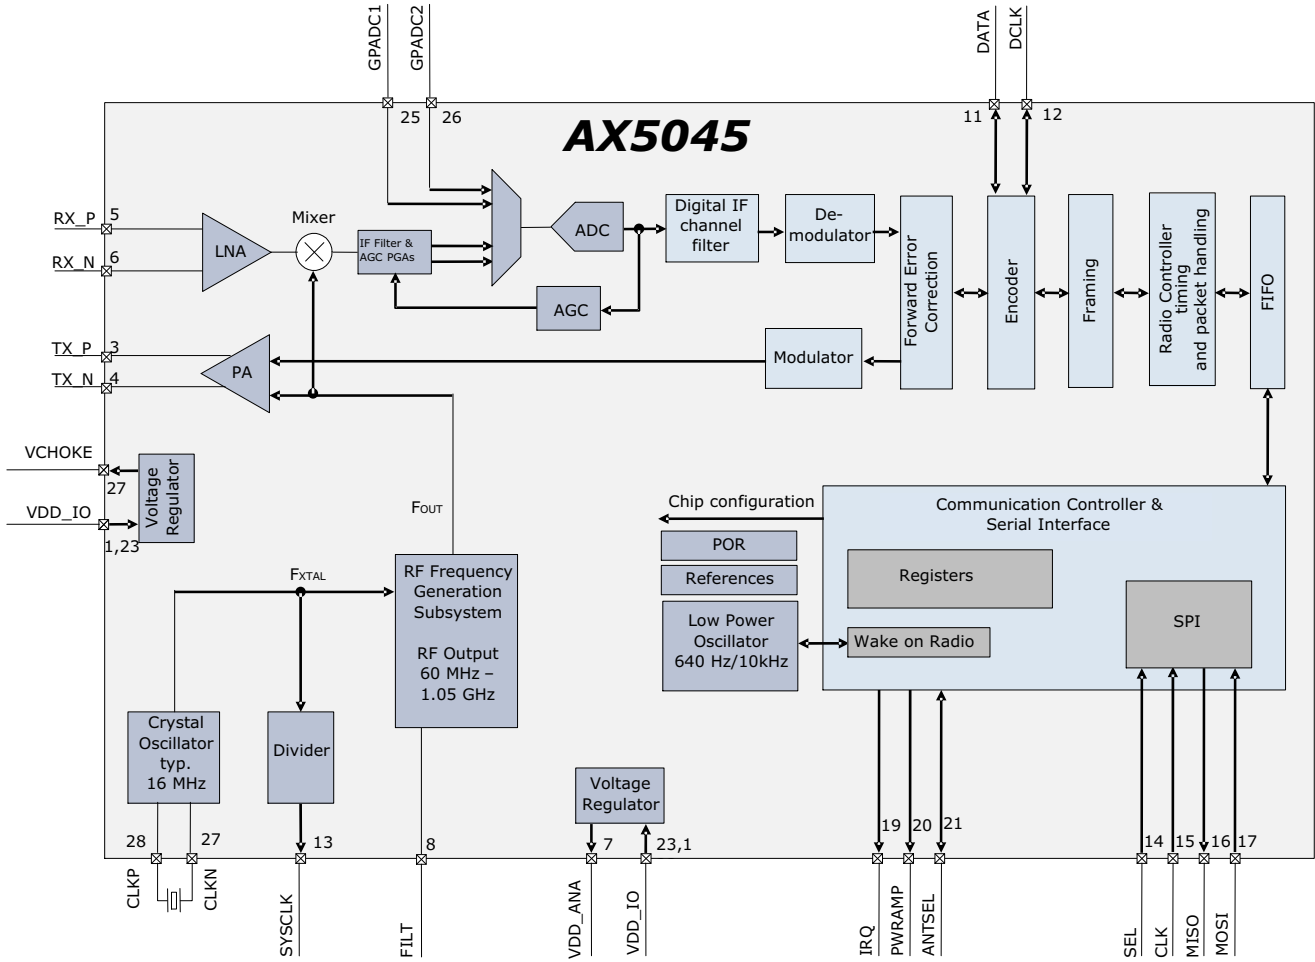 GPADC1
GPADC2
DATA
DCLK
25
26
11
12
AX5045
RX_P
5
RX_N
6
LNA
Mixer
IF Filter &
AGC PGAs
ADC
AGC
Digital IF
channel
filter
De-
modulator
Forward Error
Correction
Encoder
Framing
Radio Controller
timing
and packet handling
FIFO
TX_P
3
TX_N
4
PA
Modulator
VCHOKE
27
VDD_IO
1,23
Voltage
Regulator
FOUT
FXTAL
RF Frequency
Generation
Subsystem
RF Output
60 MHz –
1.05 GHz
Chip configuration
POR
References
Low Power
Oscillator
640 Hz/10kHz
Communication Controller &
Serial Interface
Registers
Wake on Radio
SPI
Crystal
Oscillator
typ.
16 MHz
Divider
Voltage
Regulator
28
27
13
8
7
23,1
19
20
21
14
15
16
17
CLKP
CLKN
SYSCLK
FILT
VDD_ANA
VDD_IO
IRQ
PWRAMP
ANTSEL
SEL
CLK
MISO
MOSI